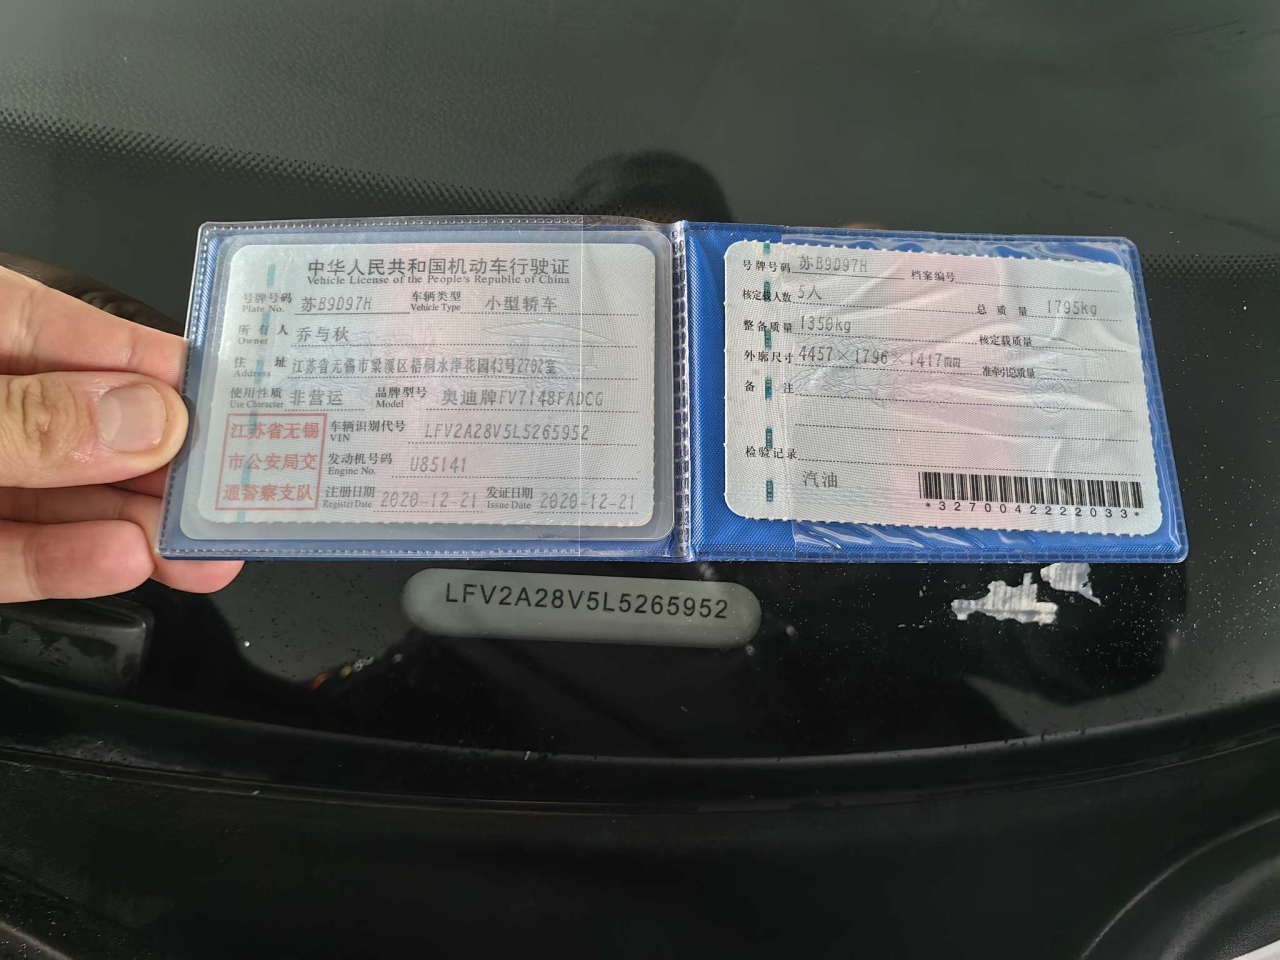 中华人民共和国机动车行驶证
Vehicle License of the People's Republic of China
号牌号码 Plate No. 苏B9D97H 车辆类型 Vehicle Type 小型轿车
所有人 Owner 乔与秋
住址 Address 江苏省无锡市梁溪区梧桐水岸花园43号2702室
使用性质 Use Character 非营运 品牌型号 Model 奥迪牌FV7148FADCG
江苏省无锡
市公安局交
通警察支队
车辆识别代号 VIN LFV2A28V5L5265952
发动机号码 Engine No. U85141
注册日期 Register Date 2020-12-21 发证日期 Issue Date 2020-12-21
号牌号码 苏B9D97H 档案编号
核定载人数 5人 总质量 1795kg
整备质量 1350kg 核定载质量
外廓尺寸 4457×1796×1417mm 准牵引总质量
备注
检验记录
汽油
*3270042222033*
LFV2A28V5L5265952